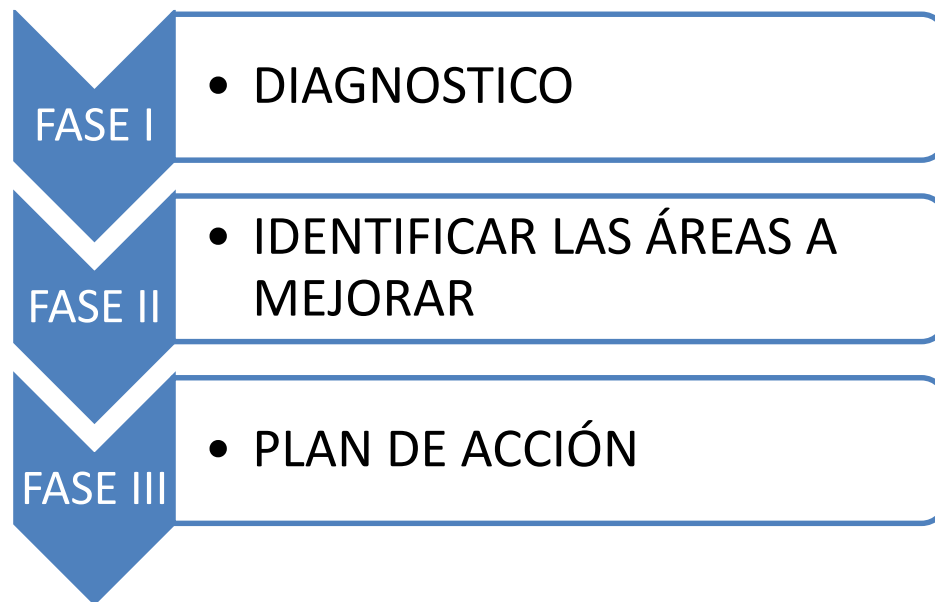 FASE I
• DIAGNOSTICO
FASE II
• IDENTIFICAR LAS ÁREAS A
MEJORAR
FASE III
• PLAN DE ACCIÓN